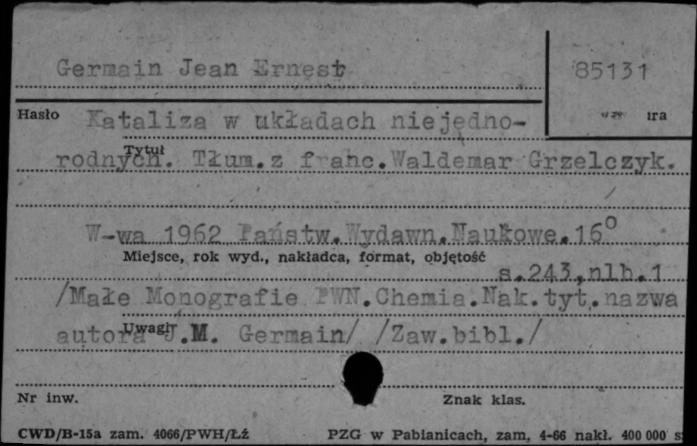 Germain Jean Ernest
85131
Hasło Kataliza w układach niejedno-
ura
rodnych. Tłum.z franc.Waldemar Grzelczyk.
Tytuł
W-wa 1962 Państw.Wydawn.Naukowe.16⁰
Miejsce, rok wyd., nakładca, format, objętość
s.243,nlb.1
/Małe Monografie PWN.Chemia.Nak.tyt.nazwa
autora J.M. Germain/ /Zaw.bibl./
Uwagi
Nr inw. Znak klas.
CWD/B-15a zam. 4066/PWH/Łź PZG w Pabianicach, zam, 4-66 nakł. 400 000